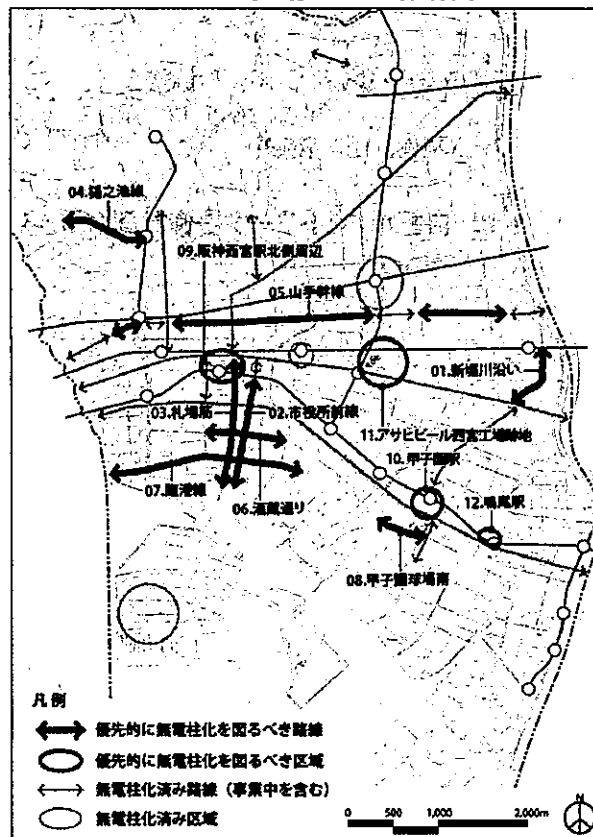 04.樋之池線
09.阪神西宮駅北側周辺
05.山手幹線
01.新堀川沿い
03.札場筋
02.市役所前線
11.アサヒビール西宮工場跡地
10.甲子園駅
07.臨港線
06.酒蔵通り
12.鳴尾駅
08.甲子園球場南
凡例
優先的に無電柱化を図るべき路線
優先的に無電柱化を図るべき区域
無電柱化済み路線（事業中を含む）
無電柱化済み区域
N
0 500 1,000 2,000m